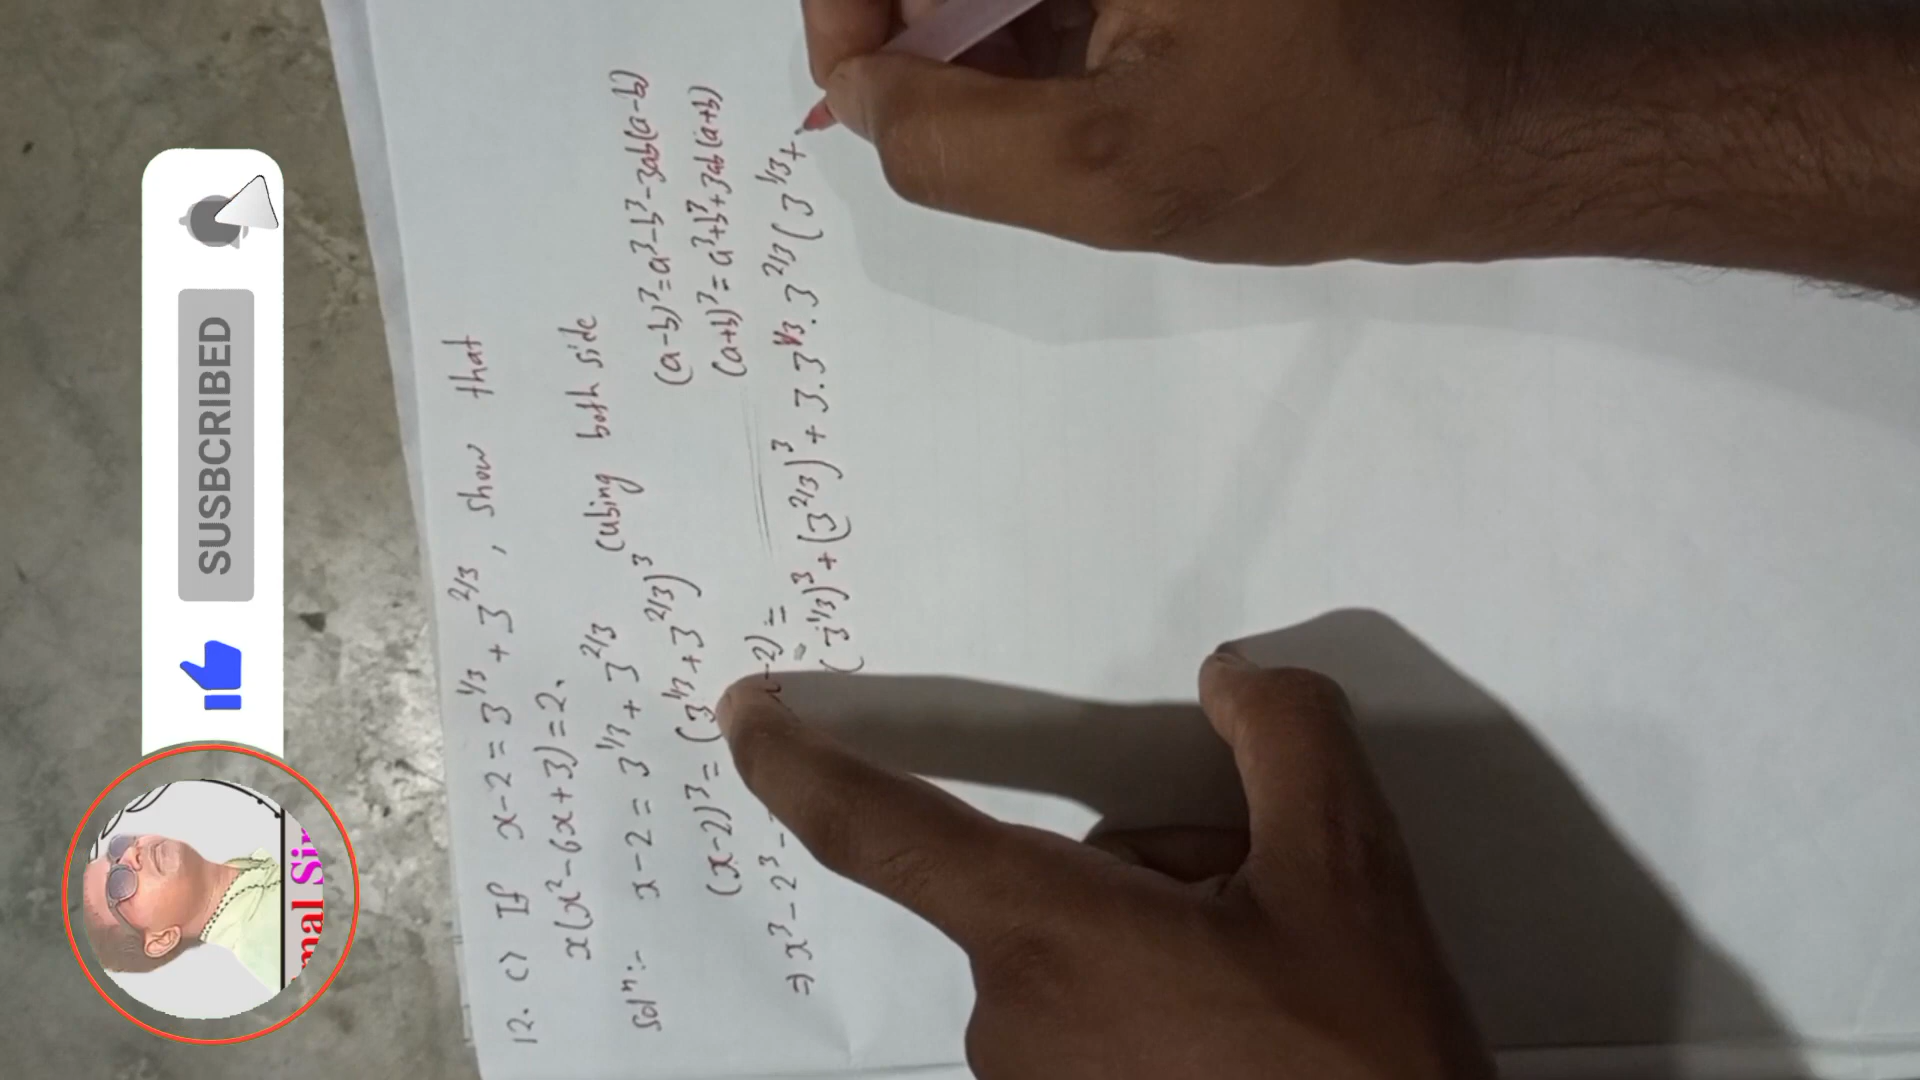 12. c) If x-2 = 3^1/3 + 3^2/3, show that
x(x²-6x+3)=2.
Solⁿ:- x-2 = 3^1/3 + 3^2/3
Cubing both side
(x-2)³ = (3^1/3 + 3^2/3)³
(a-b)³ = a³-b³-3ab(a-b)
(a+b)³ = a³+b³+3ab(a+b)
⇒ x³-2³- x-2) =
(3^1/3)³ + (3^2/3)³ + 3.3^1/3.3^2/3(3^1/3+
SUSBCRIBED
mal